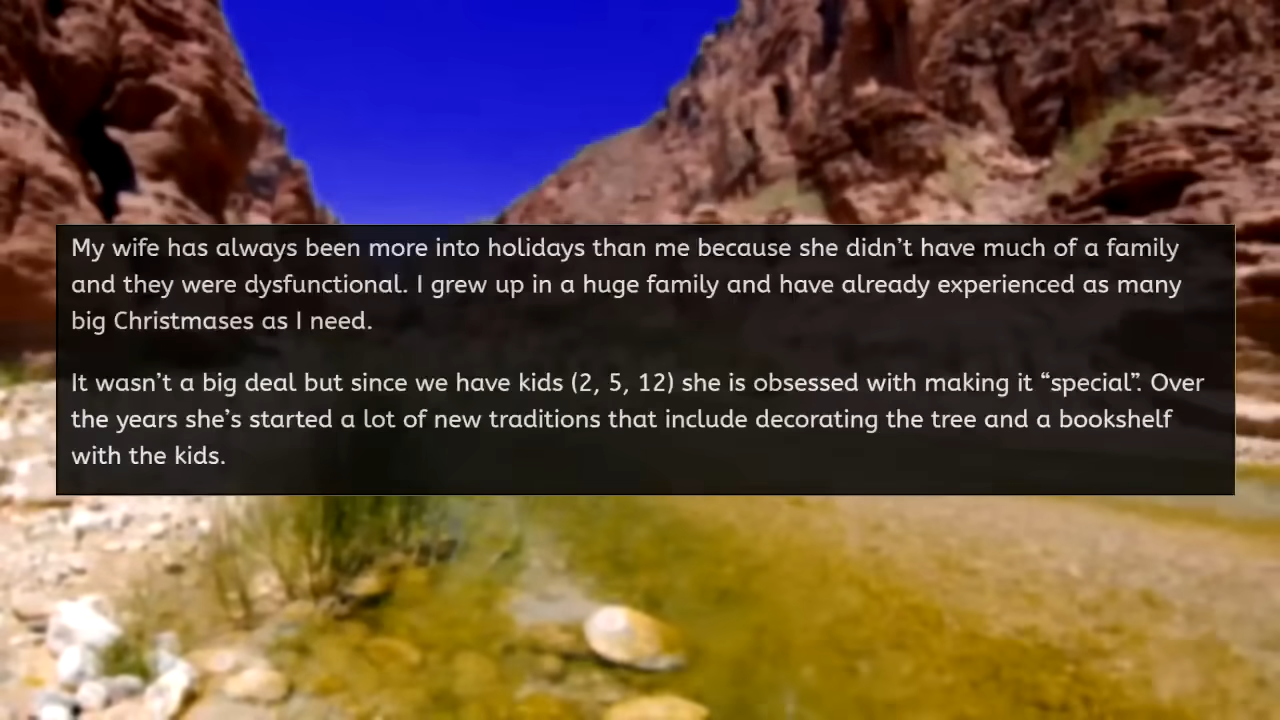 My wife has always been more into holidays than me because she didn’t have much of a family
and they were dysfunctional. I grew up in a huge family and have already experienced as many
big Christmases as I need.
It wasn’t a big deal but since we have kids (2, 5, 12) she is obsessed with making it “special”. Over
the years she’s started a lot of new traditions that include decorating the tree and a bookshelf
with the kids.